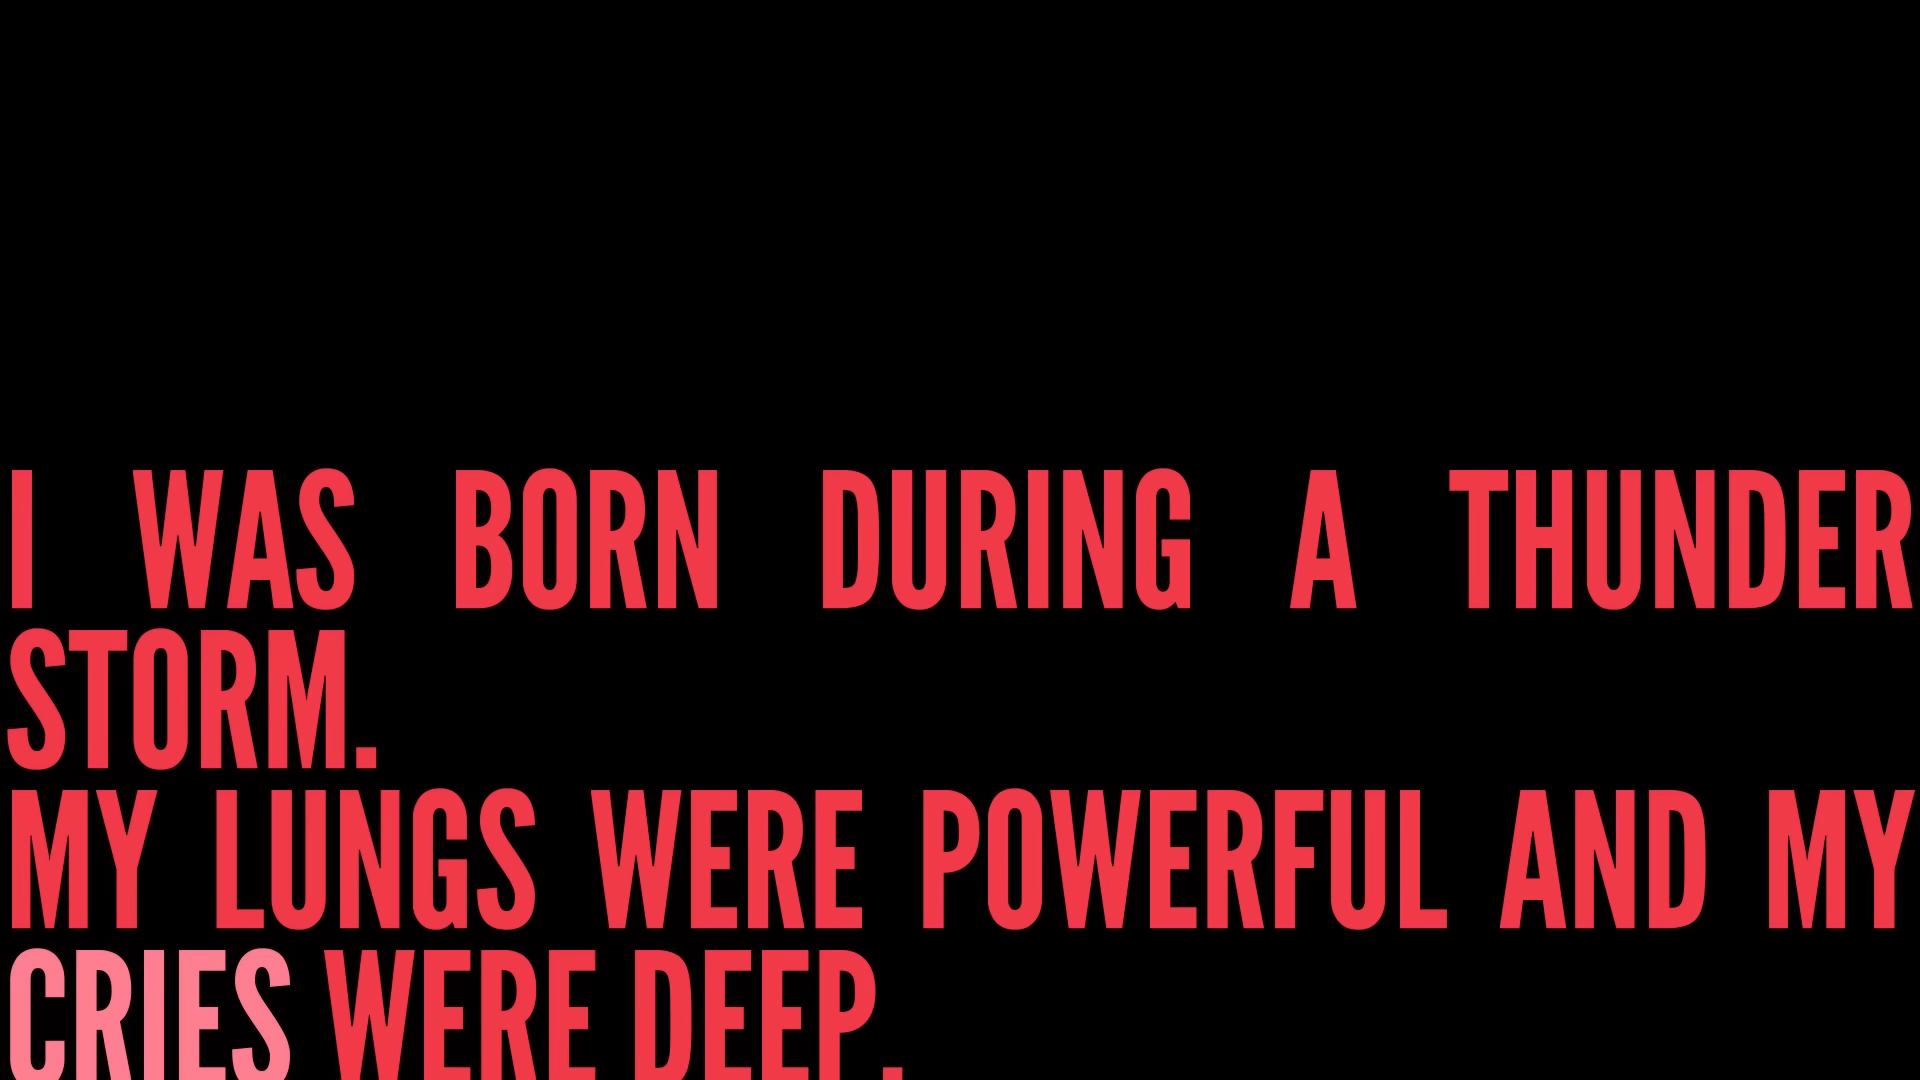 I WAS BORN DURING A THUNDER
STORM.
MY LUNGS WERE POWERFUL AND MY
CRIES WERE DEEP.